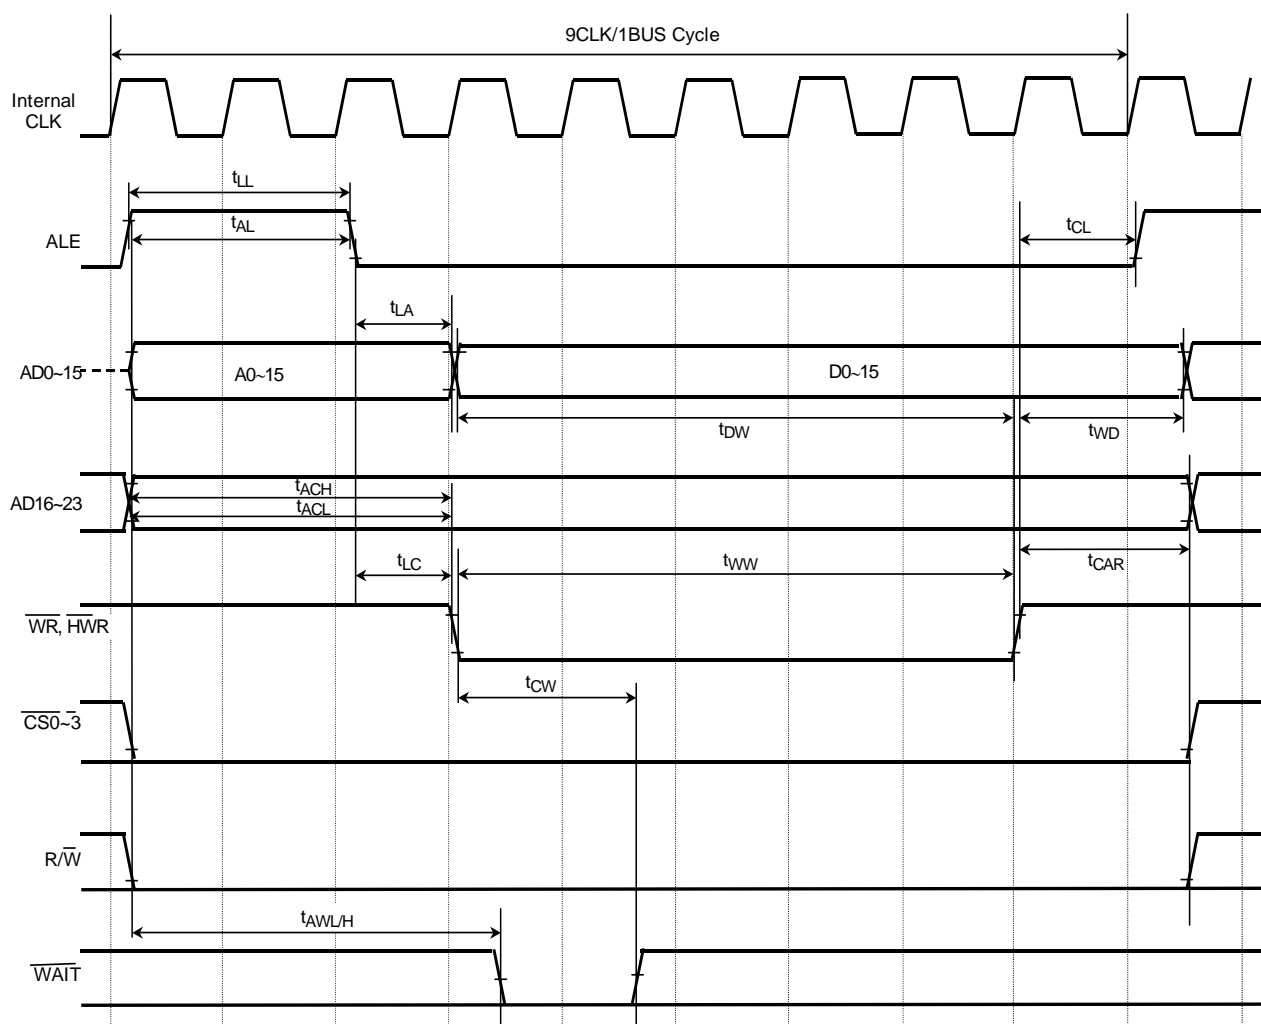 9CLK/1BUS Cycle
Internal
CLK
tLL
tAL
tCL
ALE
tLA
AD0~15
A0~15
D0~15
tDW
tWD
tACH
AD16~23
tACL
tLC
tWW
tCAR
WR, HWR
tCW
CS0~3
R/W
tAWL/H
WAIT